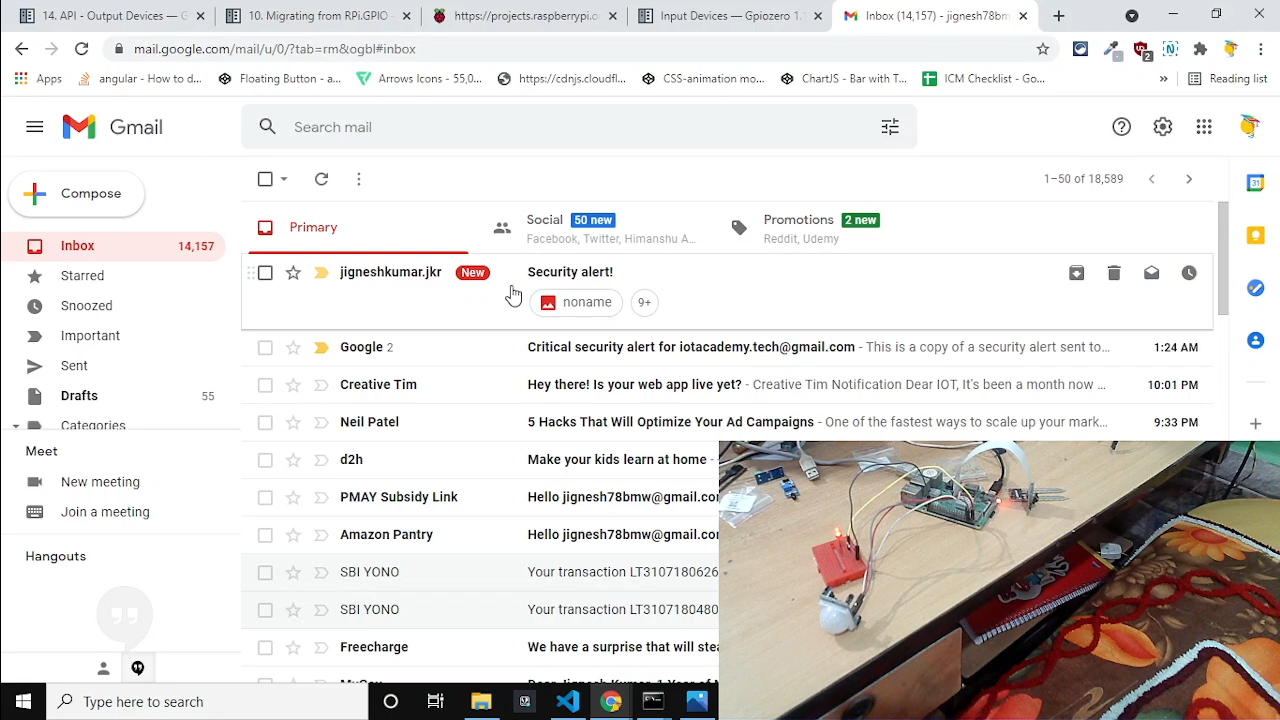 14. API - Output Devices — G
10. Migrating from RPi.GPIO
https://projects.raspberrypi.o
Input Devices — Gpiozero 1.
Inbox (14,157) - jignesh78bm
mail.google.com/mail/u/0/?tab=rm&ogbl#inbox
2
Apps
angular - How to d...
Floating Button - a...
Arrows Icons - 35,0...
https://cdnjs.cloudfl...
CSS-animation mo...
ChartJS - Bar with T...
ICM Checklist - Go...
»
Reading list
Gmail
Search mail
Compose
1–50 of 18,589
31
Inbox 14,157
Primary
Social 50 new
Facebook, Twitter, Himanshu A...
Promotions 2 new
Reddit, Udemy
Starred
Snoozed
Important
Sent
Drafts 55
Categories
jigneshkumar.jkr New Security alert!
noname 9+
Google 2 Critical security alert for iotacademy.tech@gmail.com - This is a copy of a security alert sent to... 1:24 AM
Creative Tim Hey there! Is your web app live yet? - Creative Tim Notification Dear IOT, It's been a month now ... 10:01 PM
Neil Patel 5 Hacks That Will Optimize Your Ad Campaigns - One of the fastest ways to scale up your mark... 9:33 PM
d2h Make your kids learn at home -
PMAY Subsidy Link Hello jignesh78bmw@gmail.co
Amazon Pantry Hello jignesh78bmw@gmail.co
SBI YONO Your transaction LT3107180626
SBI YONO Your transaction LT3107180480
Freecharge We have a surprise that will stea
Meet
New meeting
Join a meeting
Hangouts
Type here to search